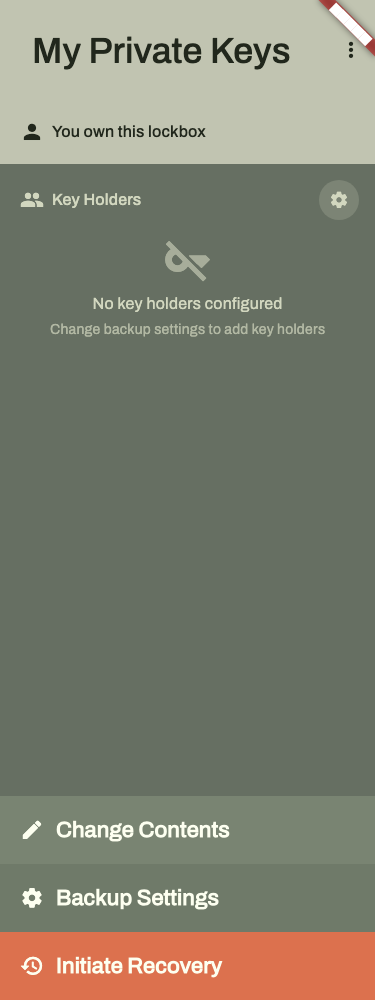 My Private Keys
You own this lockbox
Key Holders
No key holders configured
Change backup settings to add key holders
Change Contents
Backup Settings
Initiate Recovery